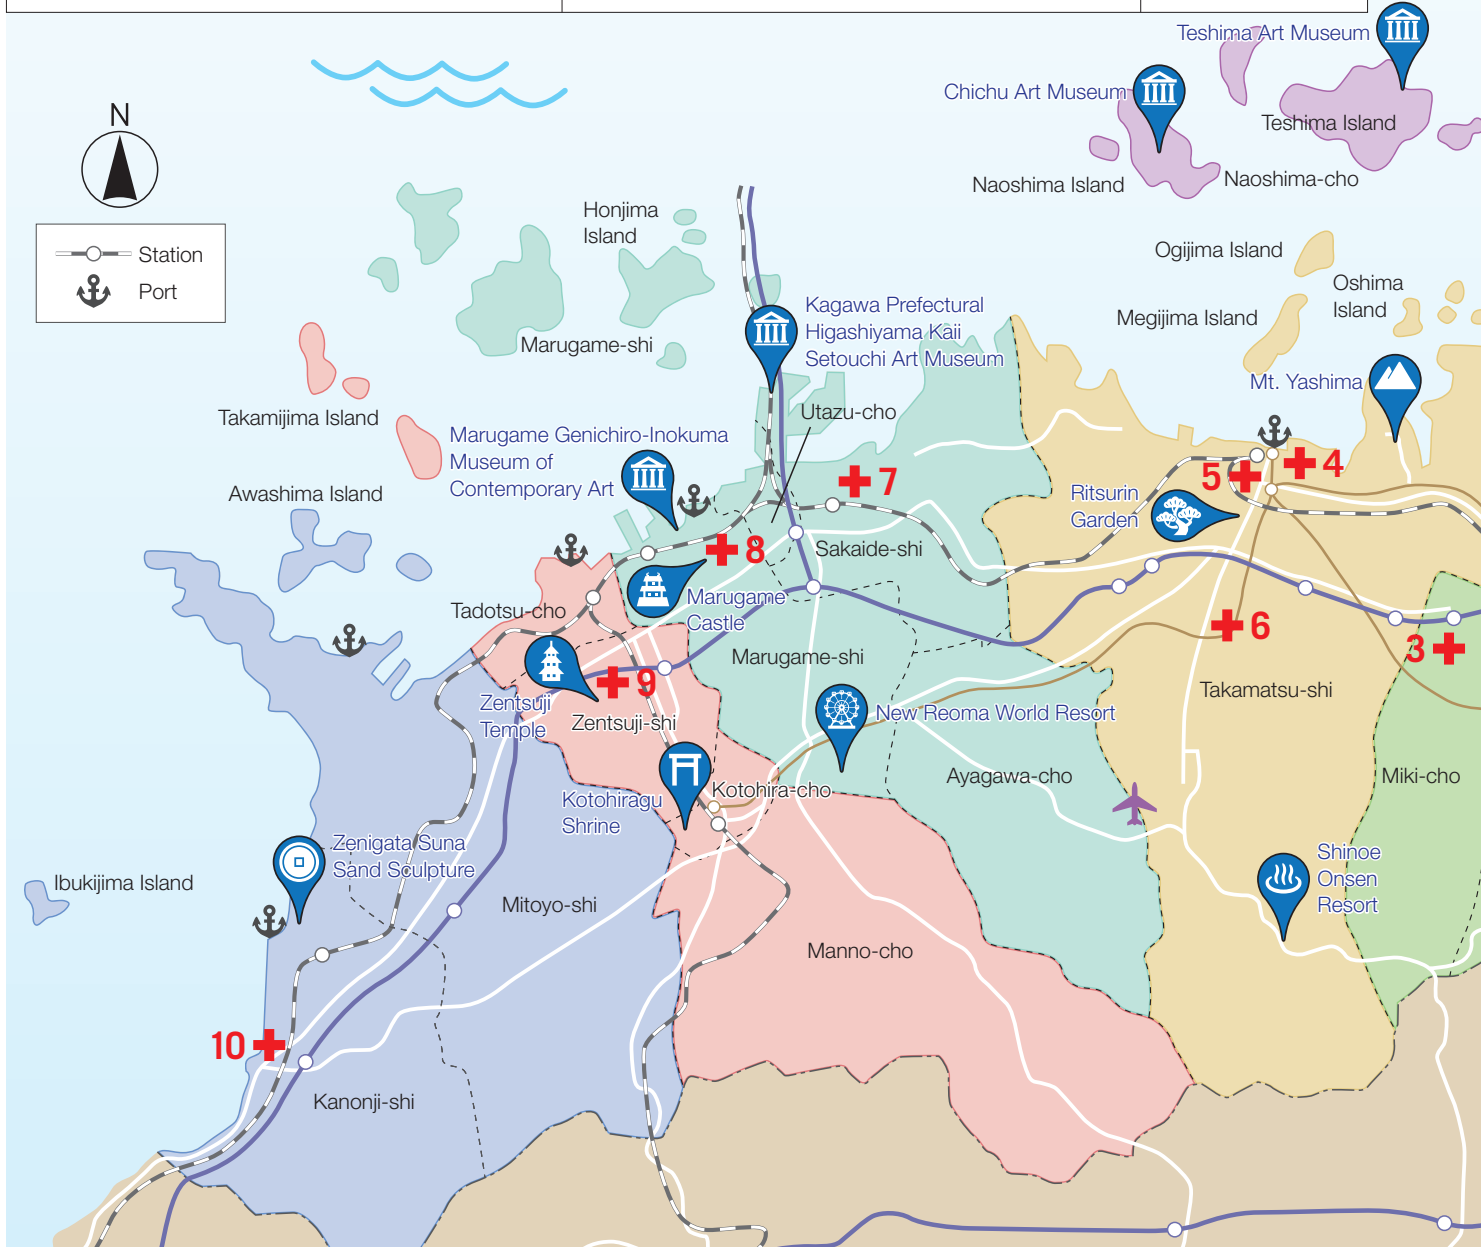 Teshima Art Museum
Chichu Art Museum
Teshima Island
Naoshima Island
Naoshima-cho
N
Station
Port
Honjima
Island
Ogijima Island
Oshima
Island
Megijima Island
Kagawa Prefectural
Higashiyama Kaii
Setouchi Art Museum
Marugame-shi
Mt. Yashima
Takamijima Island
Utazu-cho
Marugame Genichiro-Inokuma
Museum of
Contemporary Art
7
5
4
Awashima Island
Ritsurin
Garden
8
Sakaide-shi
Tadotsu-cho
Marugame
Castle
6
3
Marugame-shi
9
Takamatsu-shi
Zentsuji
Temple
Zentsuji-shi
New Reoma World Resort
Ayagawa-cho
Miki-cho
Kotohiragu
Shrine
Kotohira-cho
Zenigata Suna
Sand Sculpture
Shinoe
Onsen
Resort
Ibukijima Island
Mitoyo-shi
Manno-cho
10
Kanonji-shi